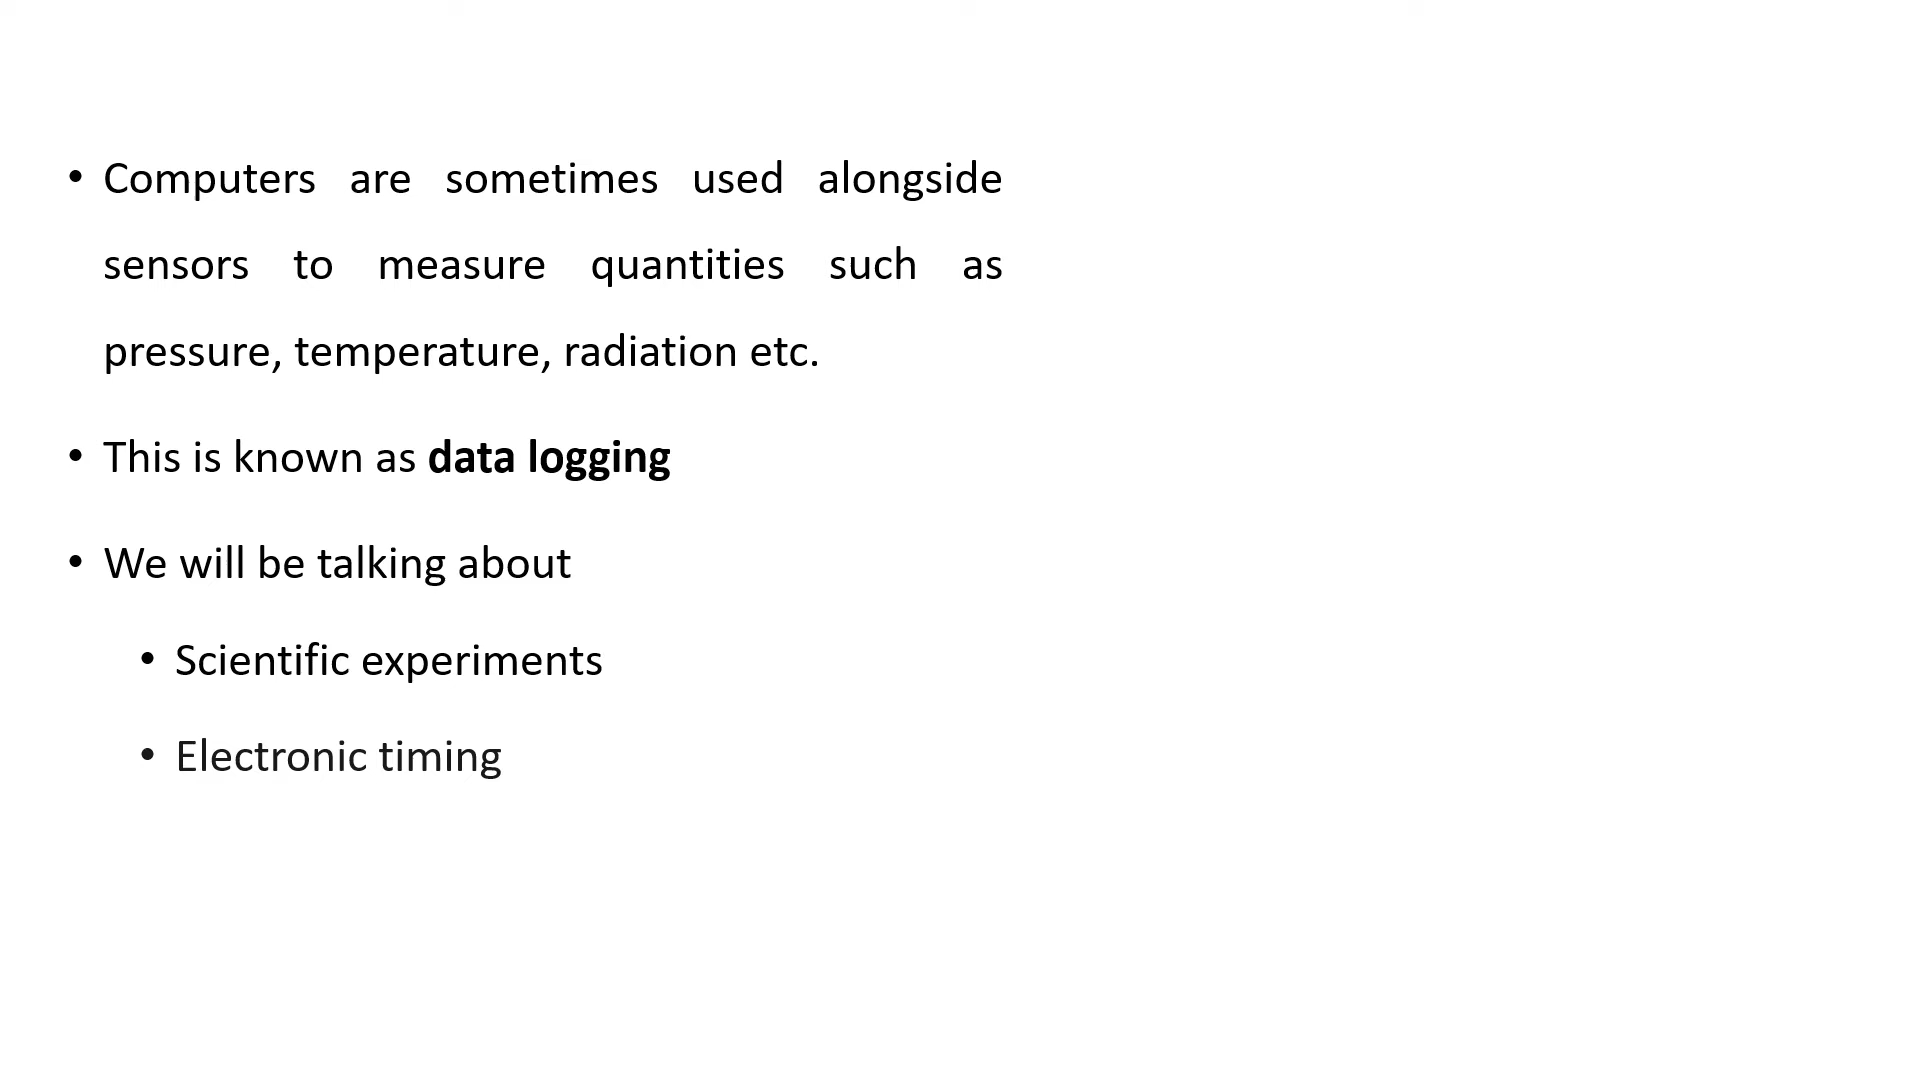 • Computers are sometimes used alongside
sensors to measure quantities such as
pressure, temperature, radiation etc.
• This is known as data logging
• We will be talking about
• Scientific experiments
• Electronic timing